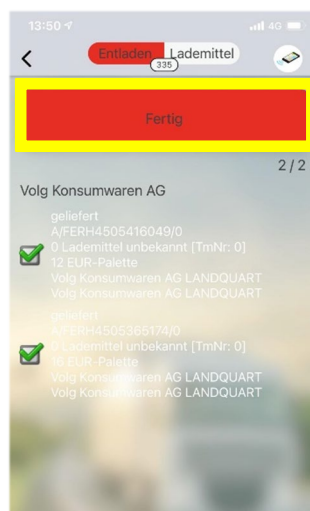 13:50 4G
Entladen Lademittel
335
Fertig
2 / 2
Volg Konsumwaren AG
geliefert
A/FERH4505416049/0
0 Lademittel unbekannt [TmNr: 0]
12 EUR-Palette
Volg Konsumwaren AG LANDQUART
Volg Konsumwaren AG LANDQUART
geliefert
A/FERH4505365174/0
0 Lademittel unbekannt [TmNr: 0]
16 EUR-Palette
Volg Konsumwaren AG LANDQUART
Volg Konsumwaren AG LANDQUART